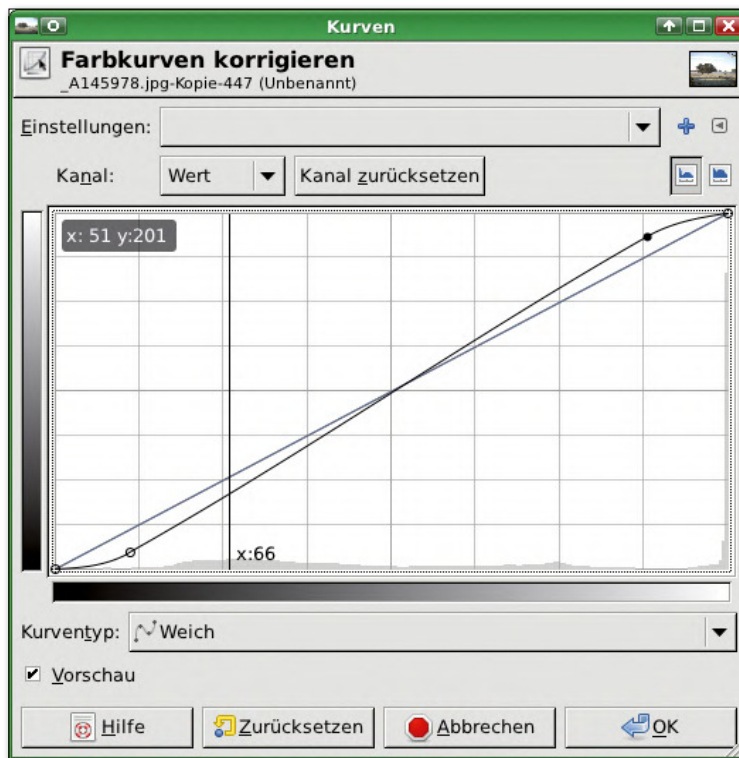 Kurven
Farbkurven korrigieren
_A145978.jpg-Kopie-447 (Unbenannt)
Einstellungen:
Kanal: Wert Kanal zurücksetzen
x: 51 y:201
x:66
Kurventyp: Weich
Vorschau
Hilfe Zurücksetzen Abbrechen OK